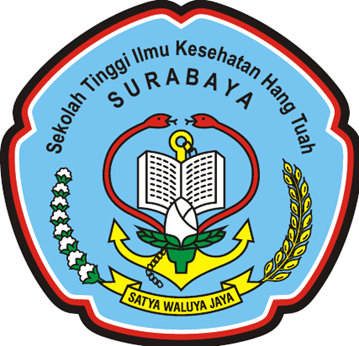 Sekolah Tinggi Ilmu Kesehatan Hang Tuah
SURABAYA
SATYA WALUYA JAYA